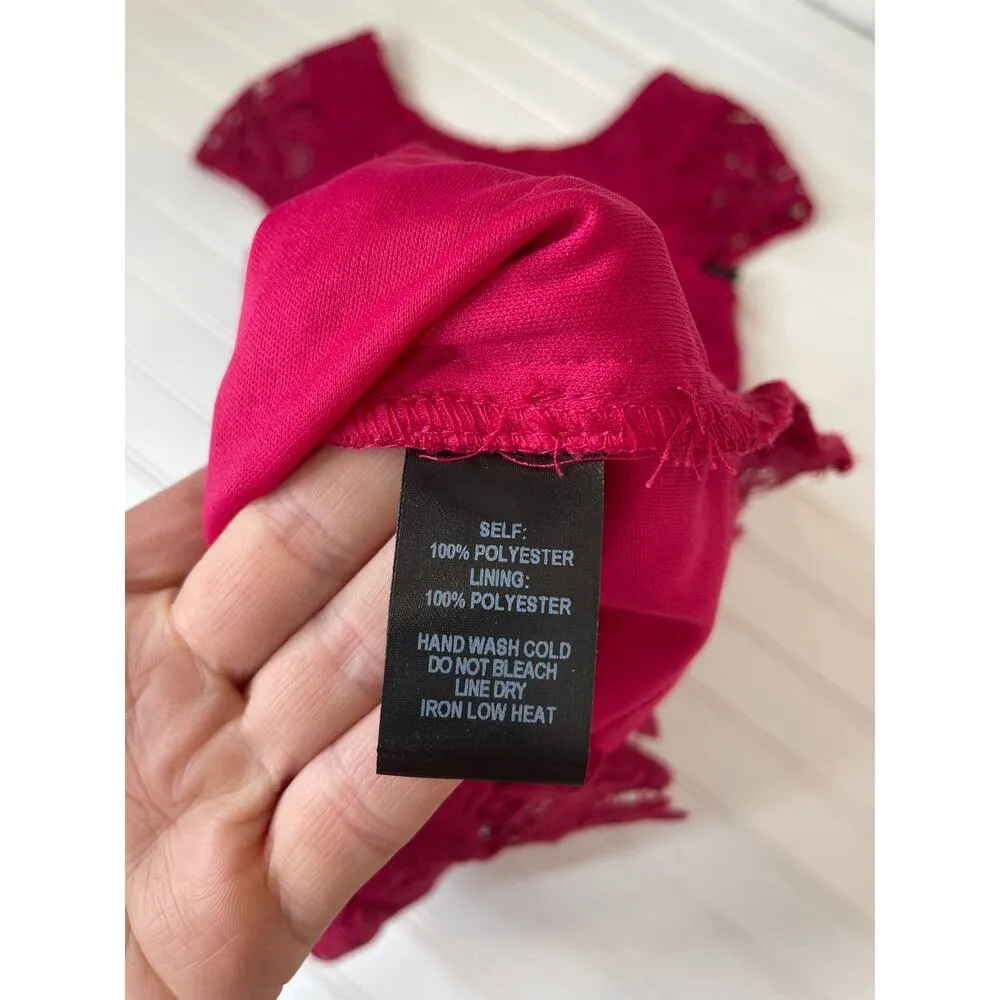 SELF:
100% POLYESTER
LINING:
100% POLYESTER
HAND WASH COLD
DO NOT BLEACH
LINE DRY
IRON LOW HEAT